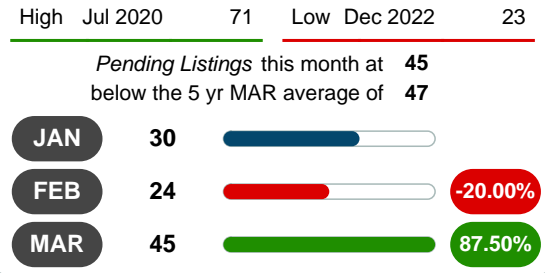 High Jul 2020 71 Low Dec 2022 23
Pending Listings this month at 45
below the 5 yr MAR average of 47
JAN 30
FEB 24 -20.00%
MAR 45 87.50%